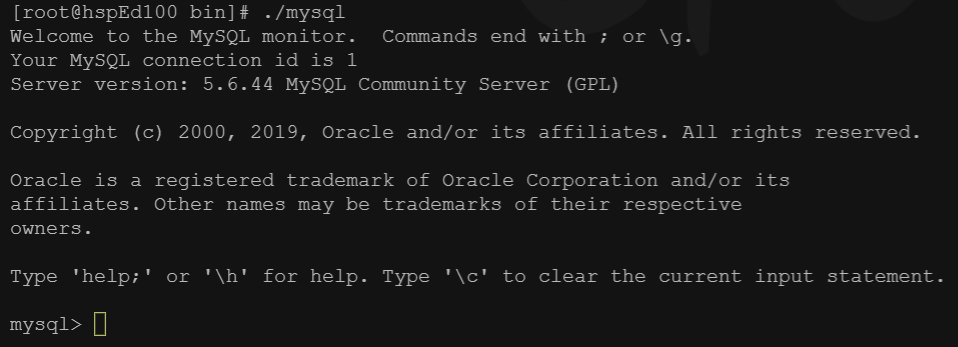 [root@hspEd100 bin]# ./mysql
Welcome to the MySQL monitor.  Commands end with ; or \g.
Your MySQL connection id is 1
Server version: 5.6.44 MySQL Community Server (GPL)
Copyright (c) 2000, 2019, Oracle and/or its affiliates. All rights reserved.
Oracle is a registered trademark of Oracle Corporation and/or its
affiliates. Other names may be trademarks of their respective
owners.
Type 'help;' or '\h' for help. Type '\c' to clear the current input statement.
mysql>